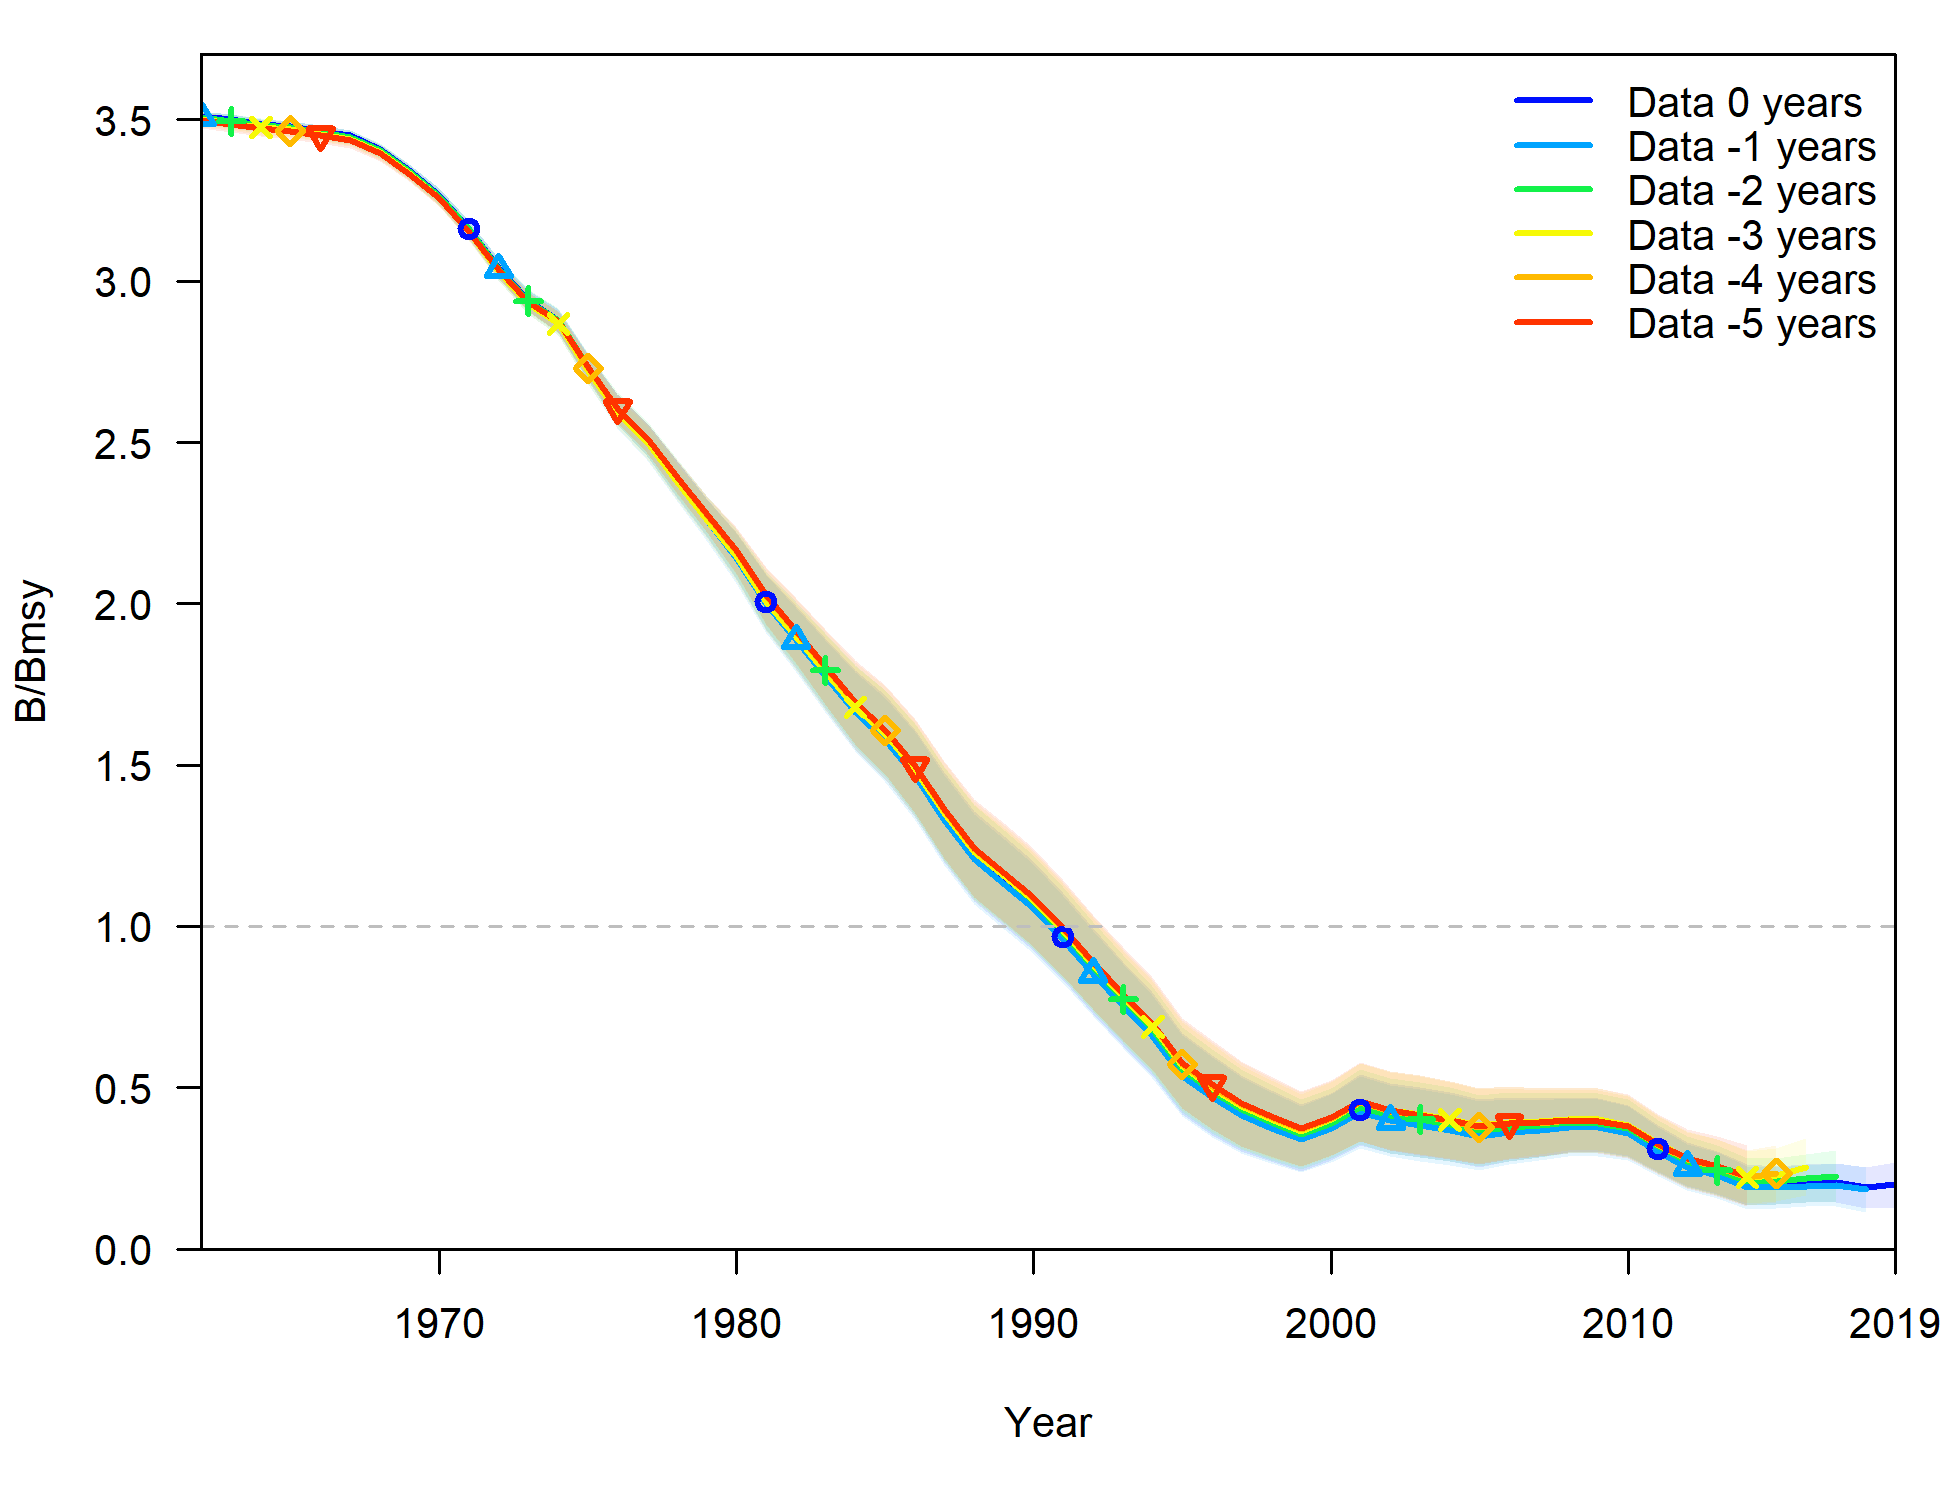 3.5
3.0
2.5
2.0
1.5
1.0
0.5
0.0
B/Bmsy
Data 0 years
Data -1 years
Data -2 years
Data -3 years
Data -4 years
Data -5 years
1970
1980
1990
2000
2010
2019
Year